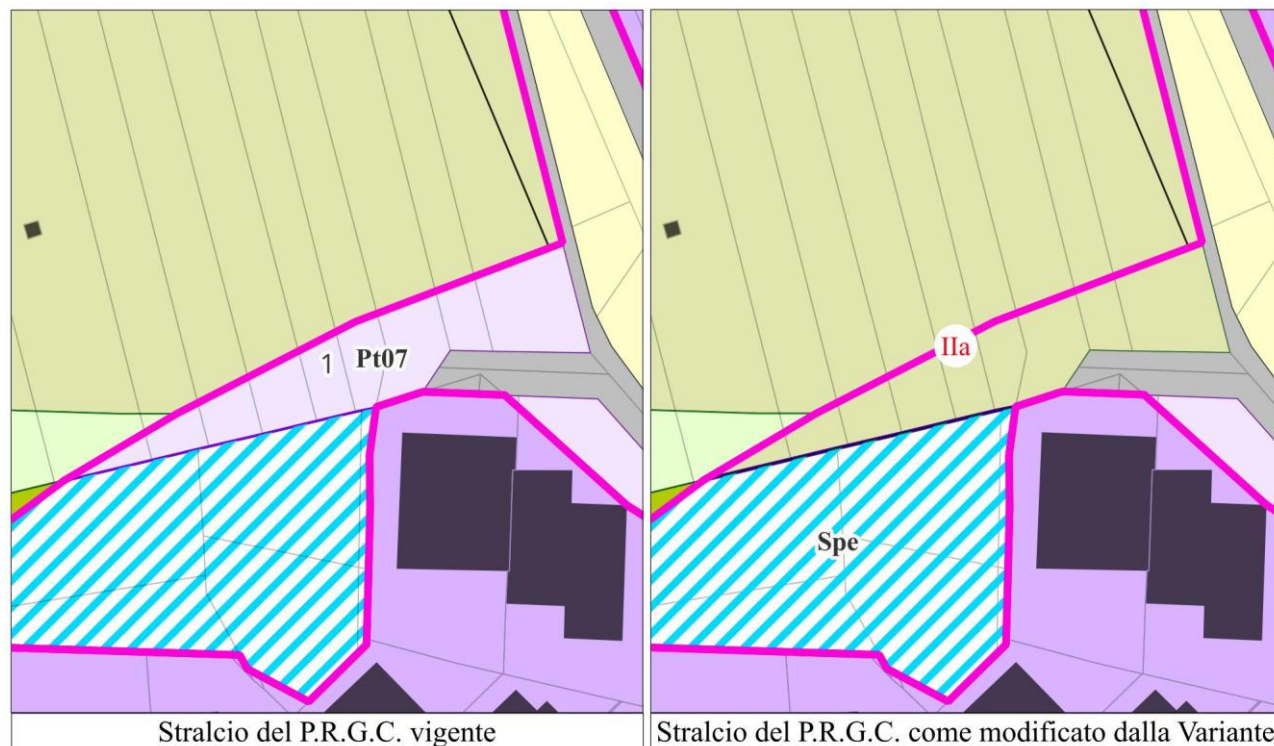 1 Pt07
Stralcio del P.R.G.C. vigente
IIa
Spe
Stralcio del P.R.G.C. come modificato dalla Variante